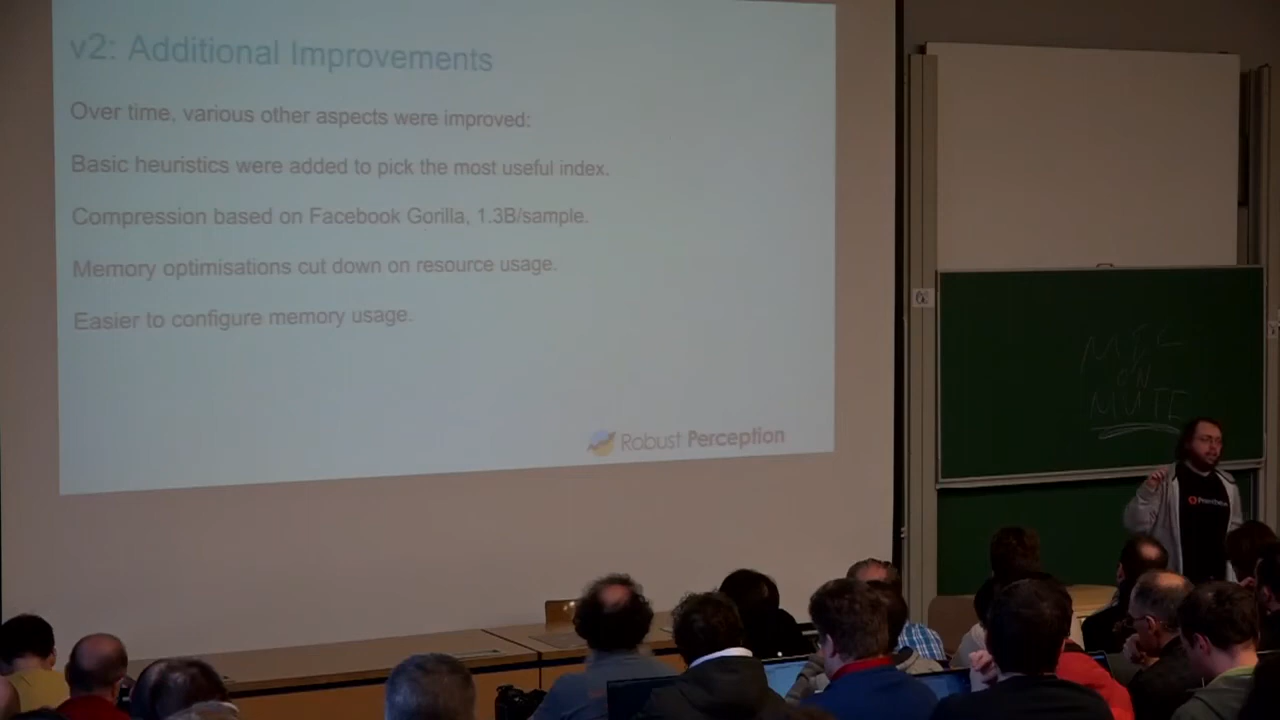 v2: Additional Improvements
Over time, various other aspects were improved:
Basic heuristics were added to pick the most useful index.
Compression based on Facebook Gorilla, 1.3B/sample.
Memory optimisations cut down on resource usage.
Easier to configure memory usage.
Robust Perception
ON
MUTE
Prometheus